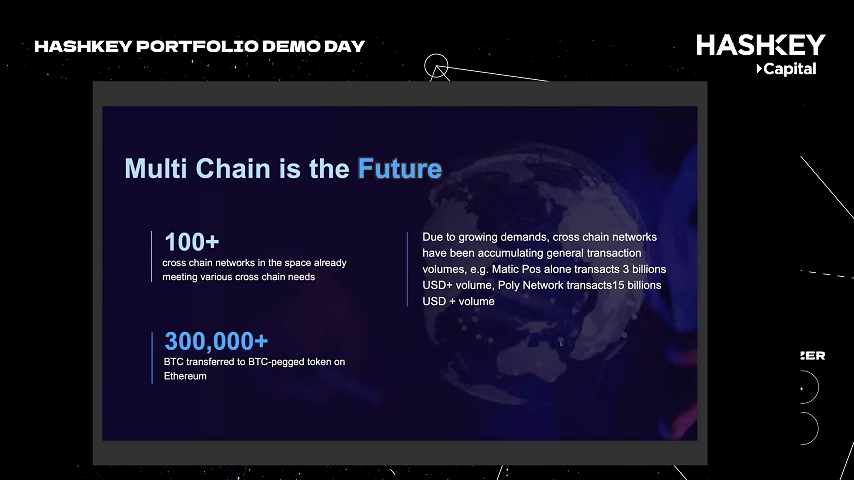 HASHKEY PORTFOLIO DEMO DAY
HASHKEY
Capital
Multi Chain is the Future
100+
cross chain networks in the space already
meeting various cross chain needs
300,000+
BTC transferred to BTC-pegged token on
Ethereum
Due to growing demands, cross chain networks
have been accumulating general transaction
volumes, e.g. Matic Pos alone transacts 3 billions
USD+ volume, Poly Network transacts15 billions
USD + volume